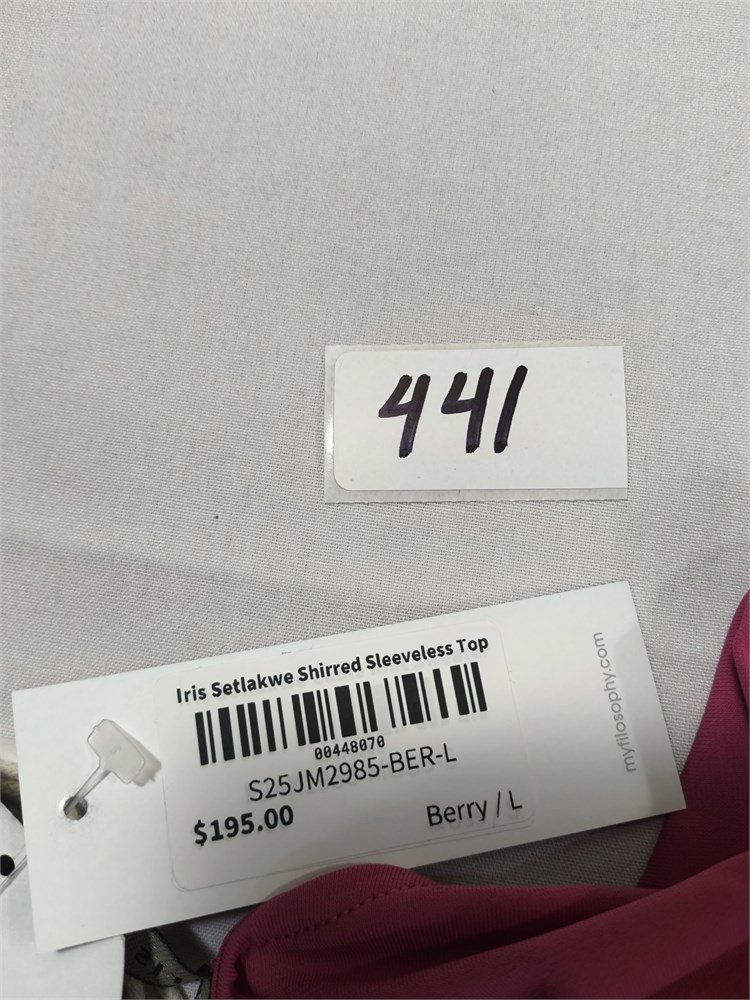 441
Iris Setlakwe Shirred Sleeveless Top
00448070
S25JM2985-BER-L
$195.00
Berry / L
myfilosophy.com